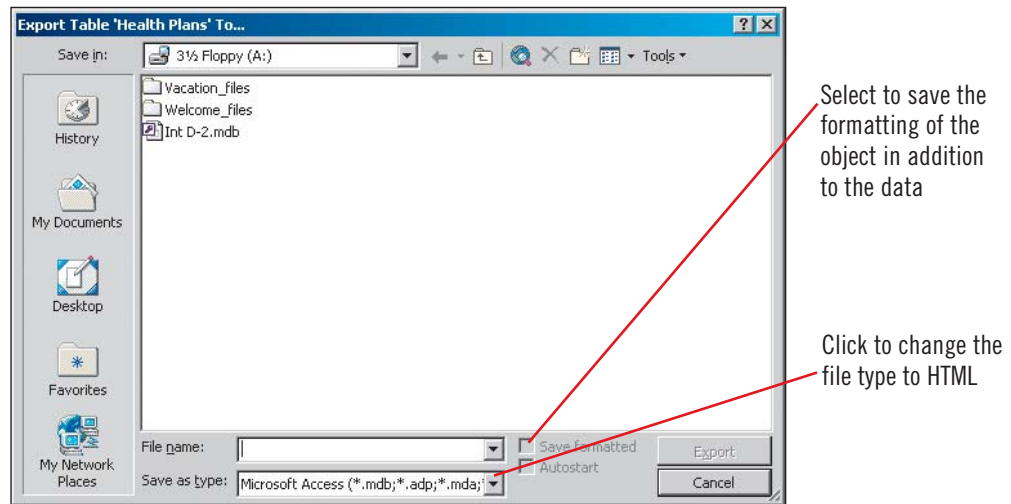 Export Table 'Health Plans' To...
Save in:
3½ Floppy (A:)
Tools
History
My Documents
Desktop
Favorites
My Network Places
Vacation_files
Welcome_files
Int D-2.mdb
File name:
Save as type:
Microsoft Access (*.mdb;*.adp;*.mda;
Save formatted
Autostart
Export
Cancel
Select to save the
formatting of the
object in addition
to the data
Click to change the
file type to HTML